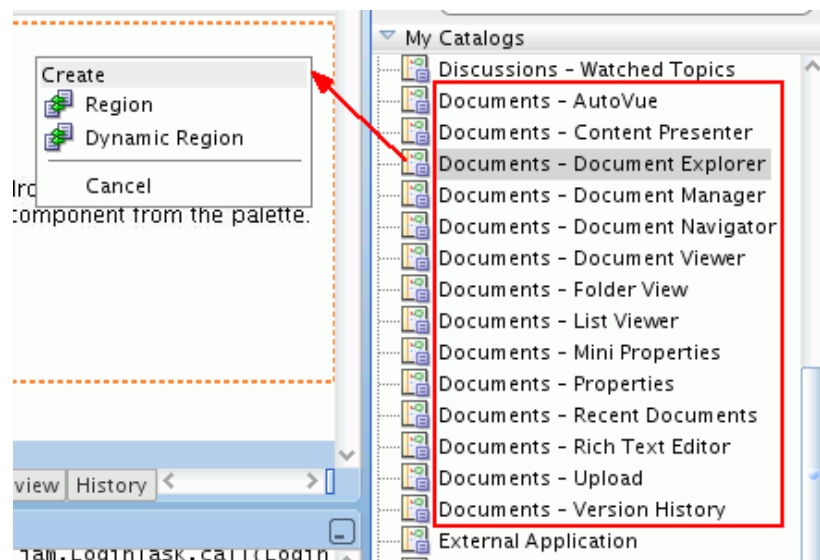 Create
Region
Dynamic Region
Cancel
component from the palette.
view
History
My Catalogs
Discussions - Watched Topics
Documents - AutoVue
Documents - Content Presenter
Documents - Document Explorer
Documents - Document Manager
Documents - Document Navigator
Documents - Document Viewer
Documents - Folder View
Documents - List Viewer
Documents - Mini Properties
Documents - Properties
Documents - Recent Documents
Documents - Rich Text Editor
Documents - Upload
Documents - Version History
External Application